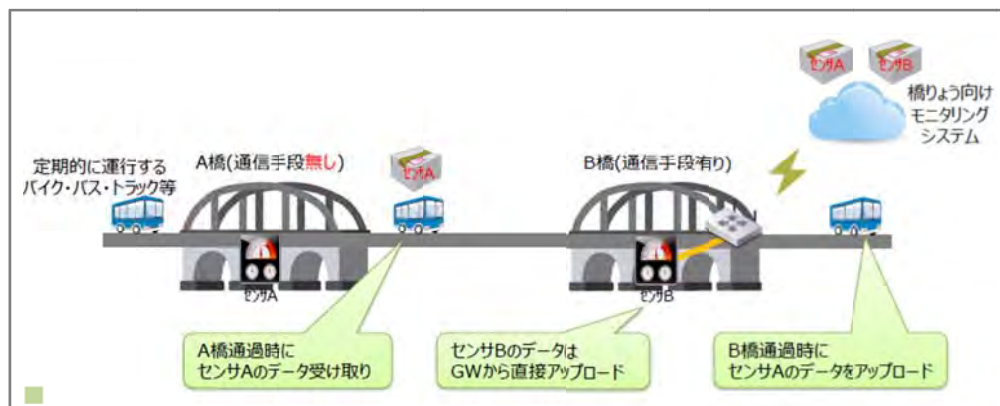 センサA
センサB
橋りょう向け
モニタリング
システム
定期的に運行する
バイク・バス・トラック等
A橋(通信手段無し)
センサA
B橋(通信手段有り)
センサA
センサB
A橋通過時に
センサAのデータ受け取り
センサBのデータは
GWから直接アップロード
B橋通過時に
センサAのデータをアップロード